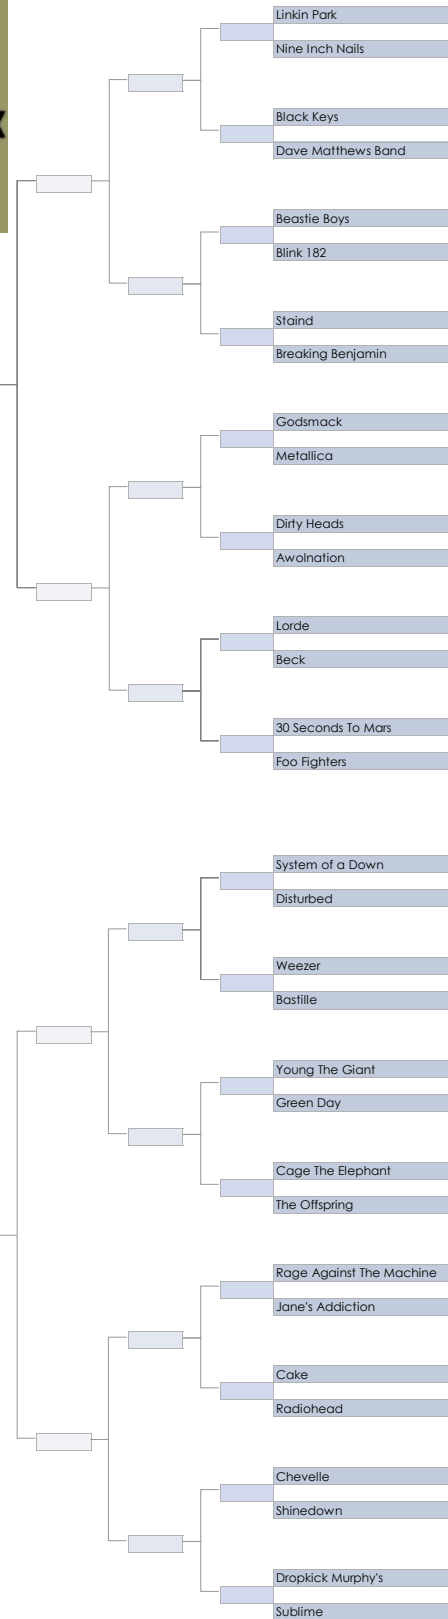 Linkin Park
Nine Inch Nails
Black Keys
Dave Matthews Band
Beastie Boys
Blink 182
Staind
Breaking Benjamin
Godsmack
Metallica
Dirty Heads
Awolnation
Lorde
Beck
30 Seconds To Mars
Foo Fighters
System of a Down
Disturbed
Weezer
Bastille
Young The Giant
Green Day
Cage The Elephant
The Offspring
Rage Against The Machine
Jane's Addiction
Cake
Radiohead
Chevelle
Shinedown
Dropkick Murphy's
Sublime